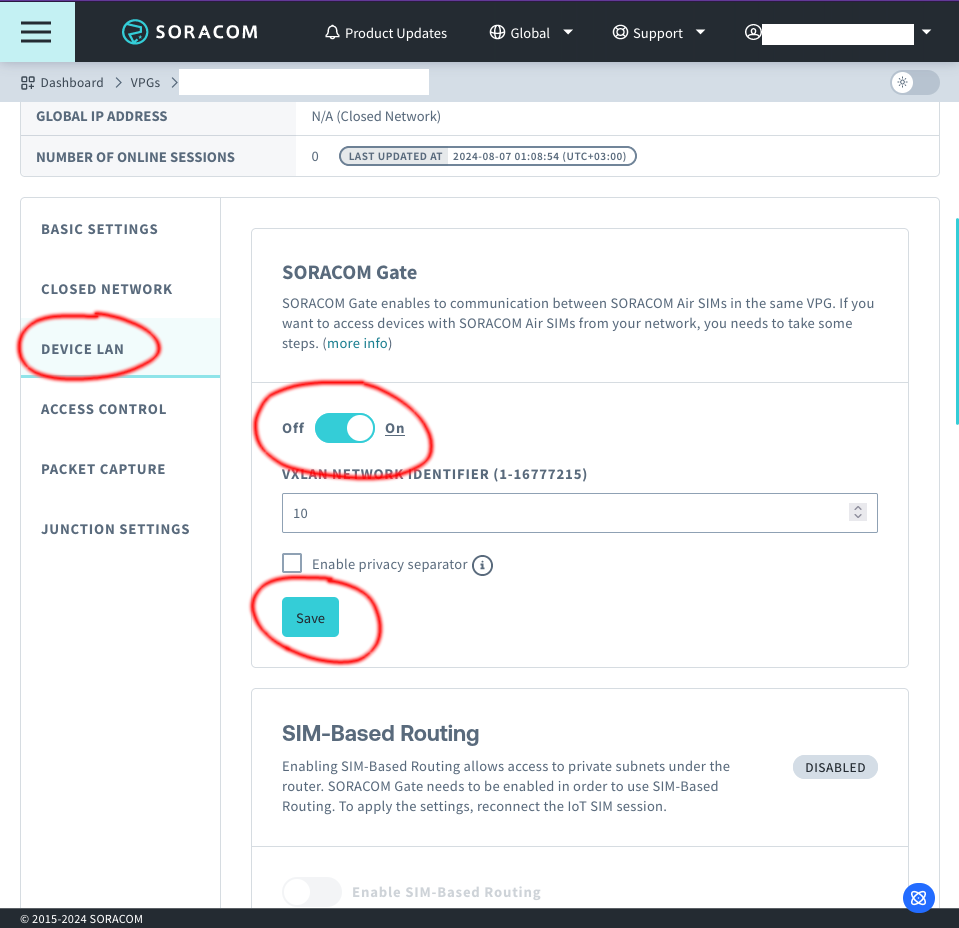 SORACOM
Product Updates
Global
Support
Dashboard > VPGs >
GLOBAL IP ADDRESS
N/A (Closed Network)
NUMBER OF ONLINE SESSIONS
0
LAST UPDATED AT 2024-08-07 01:08:54 (UTC+03:00)
BASIC SETTINGS
CLOSED NETWORK
DEVICE LAN
ACCESS CONTROL
PACKET CAPTURE
JUNCTION SETTINGS
SORACOM Gate
SORACOM Gate enables to communication between SORACOM Air SIMs in the same VPG. If you
want to access devices with SORACOM Air SIMs from your network, you needs to take some
steps. (more info)
Off
On
VXLAN NETWORK IDENTIFIER (1-16777215)
10
Enable privacy separator
Save
SIM-Based Routing
Enabling SIM-Based Routing allows access to private subnets under the
router. SORACOM Gate needs to be enabled in order to use SIM-Based
Routing. To apply the settings, reconnect the IoT SIM session.
DISABLED
Enable SIM-Based Routing
© 2015-2024 SORACOM